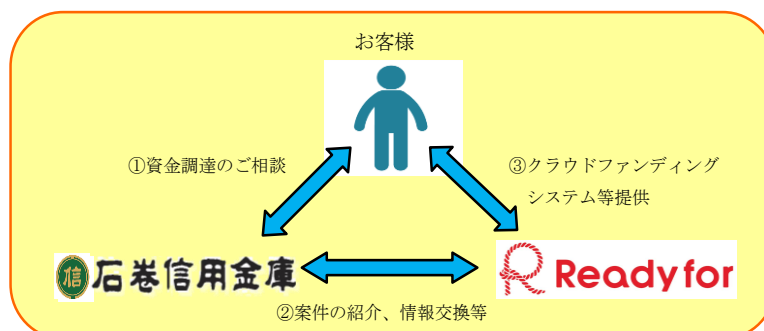 お客様
①資金調達のご相談
③クラウドファンディング
システム等提供
信 石巻信用金庫
Readyfor
②案件の紹介、情報交換等